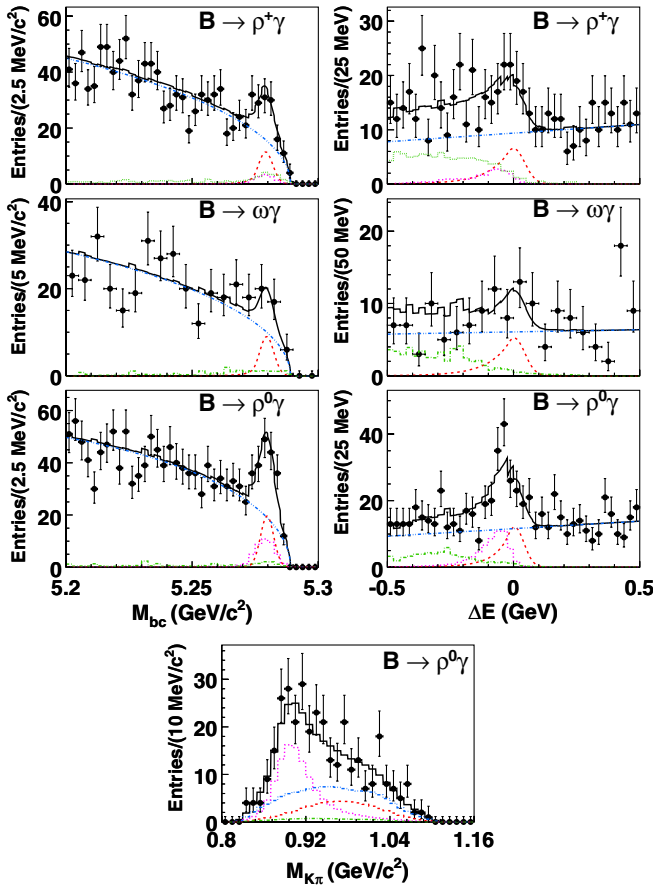 B → ρ⁺γ
Entries/(2.5 MeV/c²)
60
40
20
0
B → ρ⁺γ
Entries/(25 MeV)
30
20
10
0
B → ωγ
Entries/(5 MeV/c²)
40
20
0
B → ωγ
Entries/(50 MeV)
20
10
0
B → ρ⁰γ
Entries/(2.5 MeV/c²)
60
40
20
0
5.2 5.25 5.3
M_bc (GeV/c²)
B → ρ⁰γ
Entries/(25 MeV)
40
20
0
-0.5 0 0.5
ΔE (GeV)
B → ρ⁰γ
Entries/(10 MeV/c²)
30
20
10
0
0.8 0.92 1.04 1.16
M_Kπ (GeV/c²)